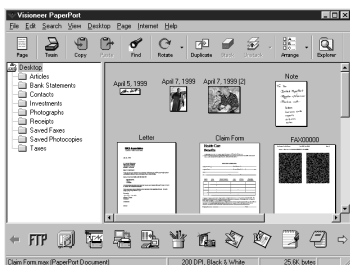 Visioneer PaperPort
File Edit Search View Desktop Page Internet Help
Page Team Copy Paste Find Rotate Duplicate Stack Unstack Arrange Explorer
Desktop
Articles
Bank Statements
Contacts
Investments
Photographs
Receipts
Saved Faxes
Saved Photocopies
Taxes
April 5, 1999
April 7, 1999
April 7, 1999 (2)
Note
Letter
Claim Form
FAX00000
FTP
Claim Form.max (PaperPort Document)
200 DPI, Black & White
25.6K bytes